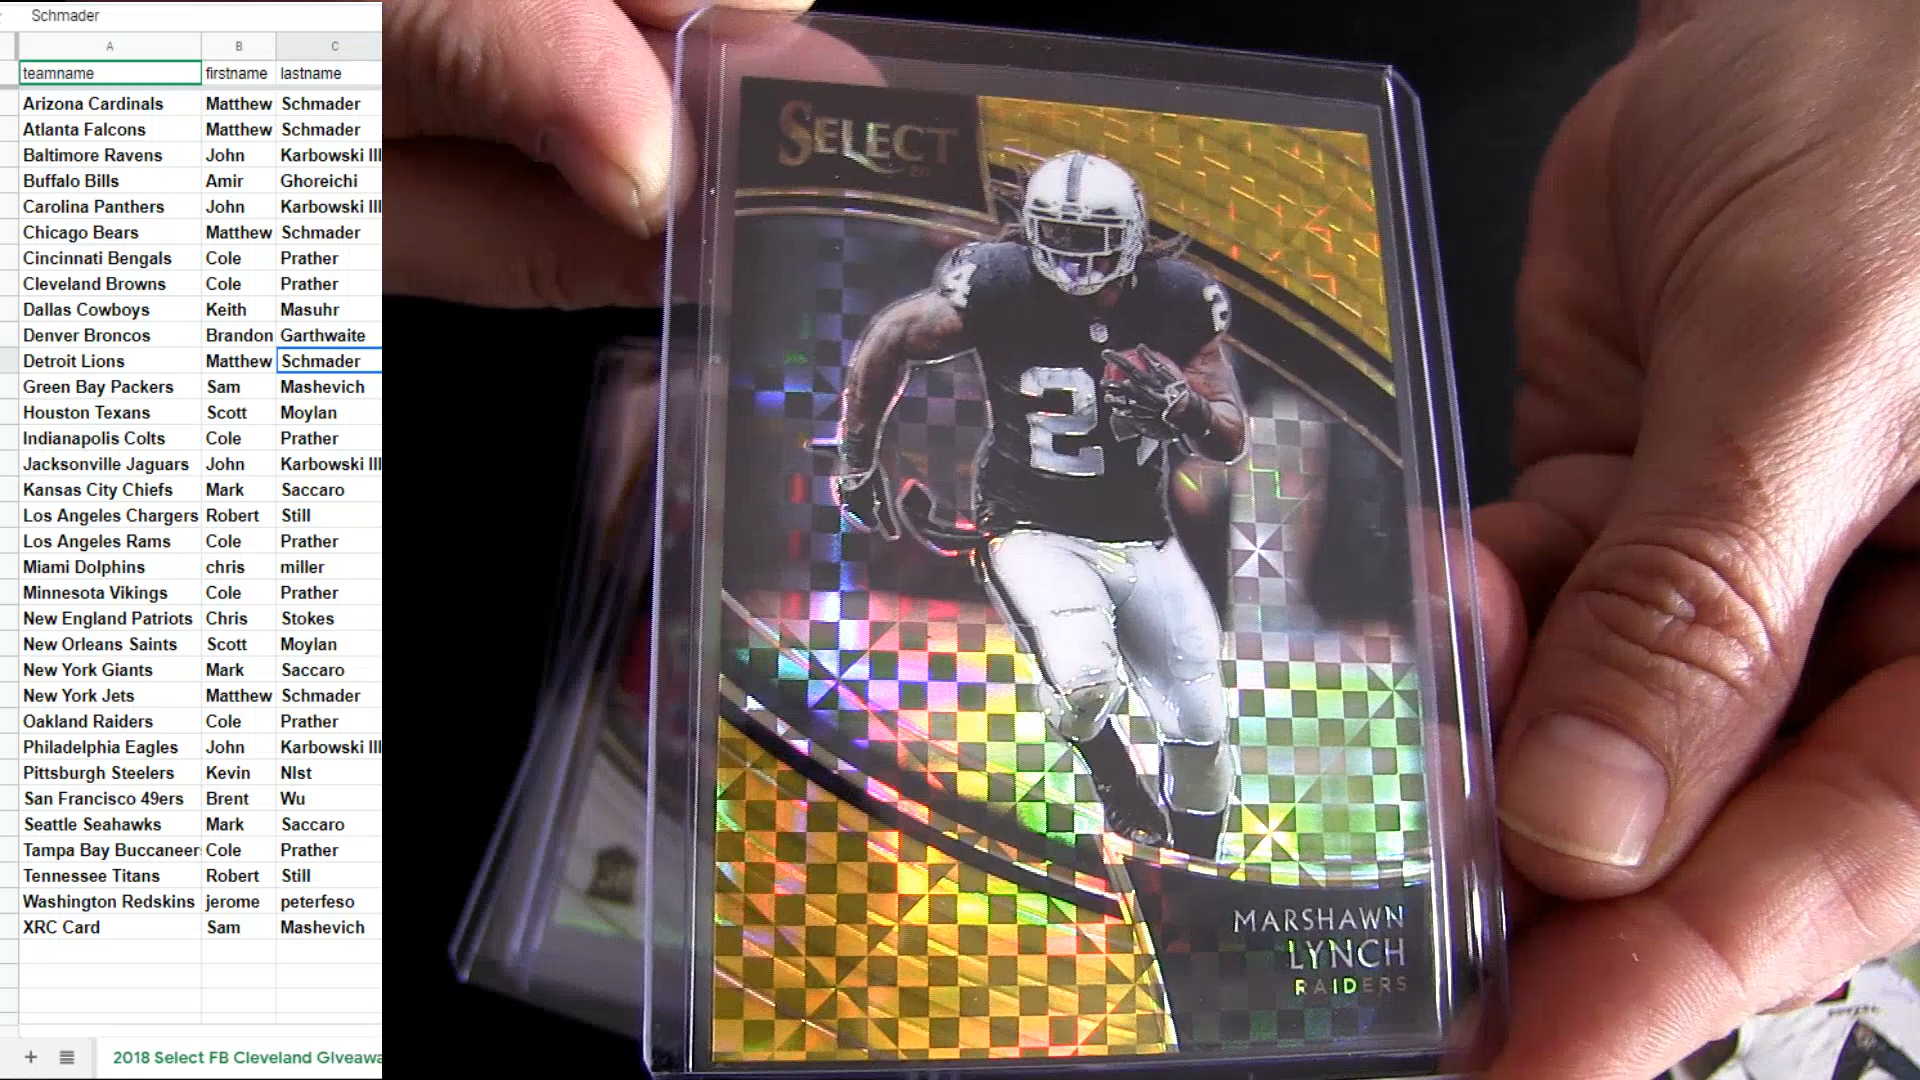 Schmader
A B C
teamname firstname lastname
Arizona Cardinals Matthew Schmader
Atlanta Falcons Matthew Schmader
Baltimore Ravens John Karbowski III
Buffalo Bills Amir Ghoreichi
Carolina Panthers John Karbowski III
Chicago Bears Matthew Schmader
Cincinnati Bengals Cole Prather
Cleveland Browns Cole Prather
Dallas Cowboys Keith Masuhr
Denver Broncos Brandon Garthwaite
Detroit Lions Matthew Schmader
Green Bay Packers Sam Mashevich
Houston Texans Scott Moylan
Indianapolis Colts Cole Prather
Jacksonville Jaguars John Karbowski III
Kansas City Chiefs Mark Saccaro
Los Angeles Chargers Robert Still
Los Angeles Rams Cole Prather
Miami Dolphins chris miller
Minnesota Vikings Cole Prather
New England Patriots Chris Stokes
New Orleans Saints Scott Moylan
New York Giants Mark Saccaro
New York Jets Matthew Schmader
Oakland Raiders Cole Prather
Philadelphia Eagles John Karbowski III
Pittsburgh Steelers Kevin NIst
San Francisco 49ers Brent Wu
Seattle Seahawks Mark Saccaro
Tampa Bay Buccaneer Cole Prather
Tennessee Titans Robert Still
Washington Redskins jerome peterfeso
XRC Card Sam Mashevich
2018 Select FB Cleveland GIveawa
SELECT
24
MARSHAWN
LYNCH
RAIDERS